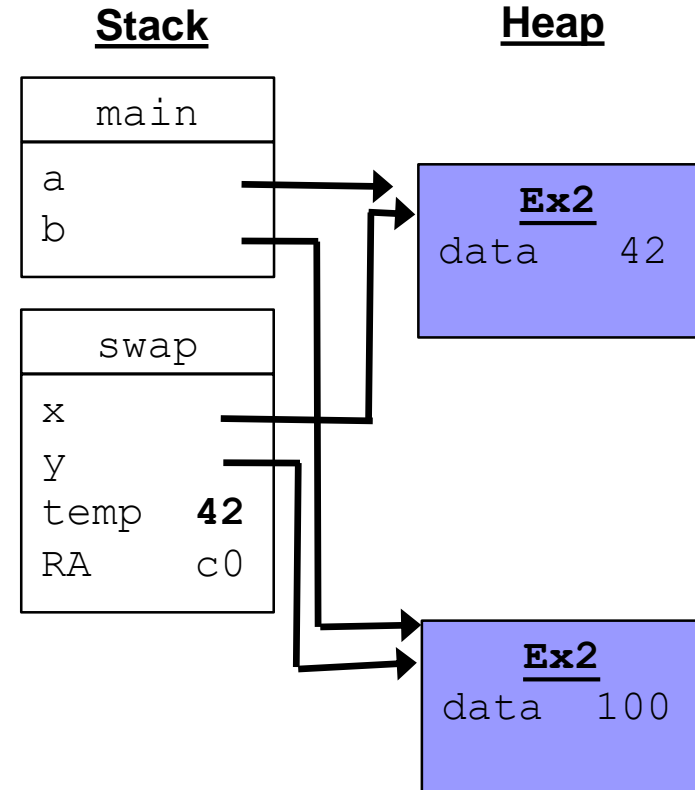 Stack
Heap
main
a
b
Ex2
data 42
swap
x
y
temp 42
RA c0
Ex2
data 100